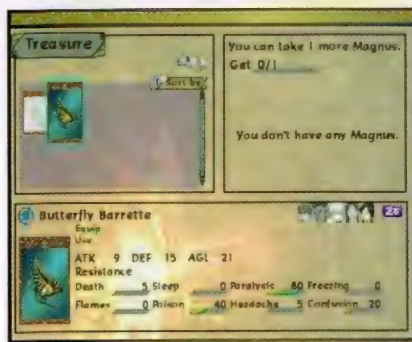 Treasure
Sort by
You can take 1 more Magnus.
Get 0/1
You don't have any Magnus.
Butterfly Barrette
Equip
Use
ATK 9 DEF 15 AGL 21
Resistance
Death 5 Sleep 0 Paralysis 80 Freezing 0
Flames 0 Poison 40 Headache 5 Confusion 20